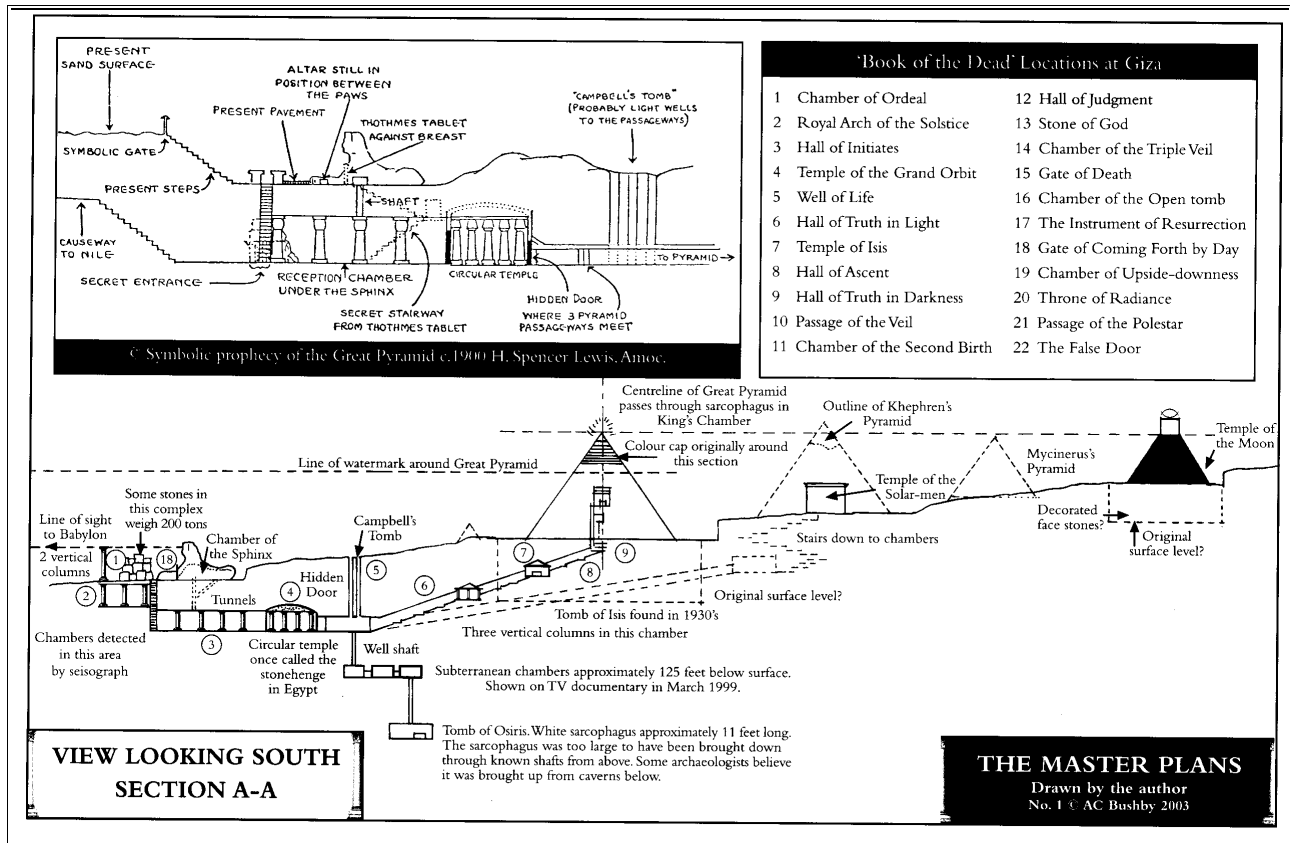 PRESENT
SAND SURFACE
ALTAR STILL IN
POSITION BETWEEN
THE PAWS
PRESENT PAVEMENT
THOTHMES TABLET
AGAINST BREAST
"CAMPBELL'S TOMB"
(PROBABLY LIGHT WELLS
TO THE PASSAGEWAYS)
SYMBOLIC GATE
PRESENT STEPS
SHAFT
CAUSEWAY
TO NILE
SECRET ENTRANCE
RECEPTION CHAMBER
UNDER THE SPHINX
CIRCULAR TEMPLE
TO PYRAMID
SECRET STAIRWAY
FROM THOTHMES TABLET
HIDDEN DOOR
WHERE 3 PYRAMID
PASSAGE-WAYS MEET
© Symbolic prophecy of the Great Pyramid c.1900 H. Spencer Lewis, Amoc.
'Book of the Dead' Locations at Giza
1 Chamber of Ordeal
2 Royal Arch of the Solstice
3 Hall of Initiates
4 Temple of the Grand Orbit
5 Well of Life
6 Hall of Truth in Light
7 Temple of Isis
8 Hall of Ascent
9 Hall of Truth in Darkness
10 Passage of the Veil
11 Chamber of the Second Birth
12 Hall of Judgment
13 Stone of God
14 Chamber of the Triple Veil
15 Gate of Death
16 Chamber of the Open tomb
17 The Instrument of Resurrection
18 Gate of Coming Forth by Day
19 Chamber of Upside-downness
20 Throne of Radiance
21 Passage of the Polestar
22 The False Door
Centreline of Great Pyramid
passes through sarcophagus in
King's Chamber
Outline of Khephren's
Pyramid
Colour cap originally around
this section
Temple of
the Moon
Mycinerus's
Pyramid
Line of watermark around Great Pyramid
Temple of the
Solar-men
Some stones in
this complex
weigh 200 tons
Line of sight
to Babylon
2 vertical
columns
Chamber of
the Sphinx
Campbell's
Tomb
Decorated
face stones?
Original
surface level?
Stairs down to chambers
1
18
5
7
9
8
6
4
2
3
Hidden
Door
Tunnels
Original surface level?
Tomb of Isis found in 1930's
Three vertical columns in this chamber
Chambers detected
in this area
by seisograph
Circular temple
once called the
stonehenge
in Egypt
Well shaft
Subterranean chambers approximately 125 feet below surface.
Shown on TV documentary in March 1999.
Tomb of Osiris. White sarcophagus approximately 11 feet long.
The sarcophagus was too large to have been brought down
through known shafts from above. Some archaeologists believe
it was brought up from caverns below.
VIEW LOOKING SOUTH
SECTION A-A
THE MASTER PLANS
Drawn by the author
No. 1 © AC Bushby 2003